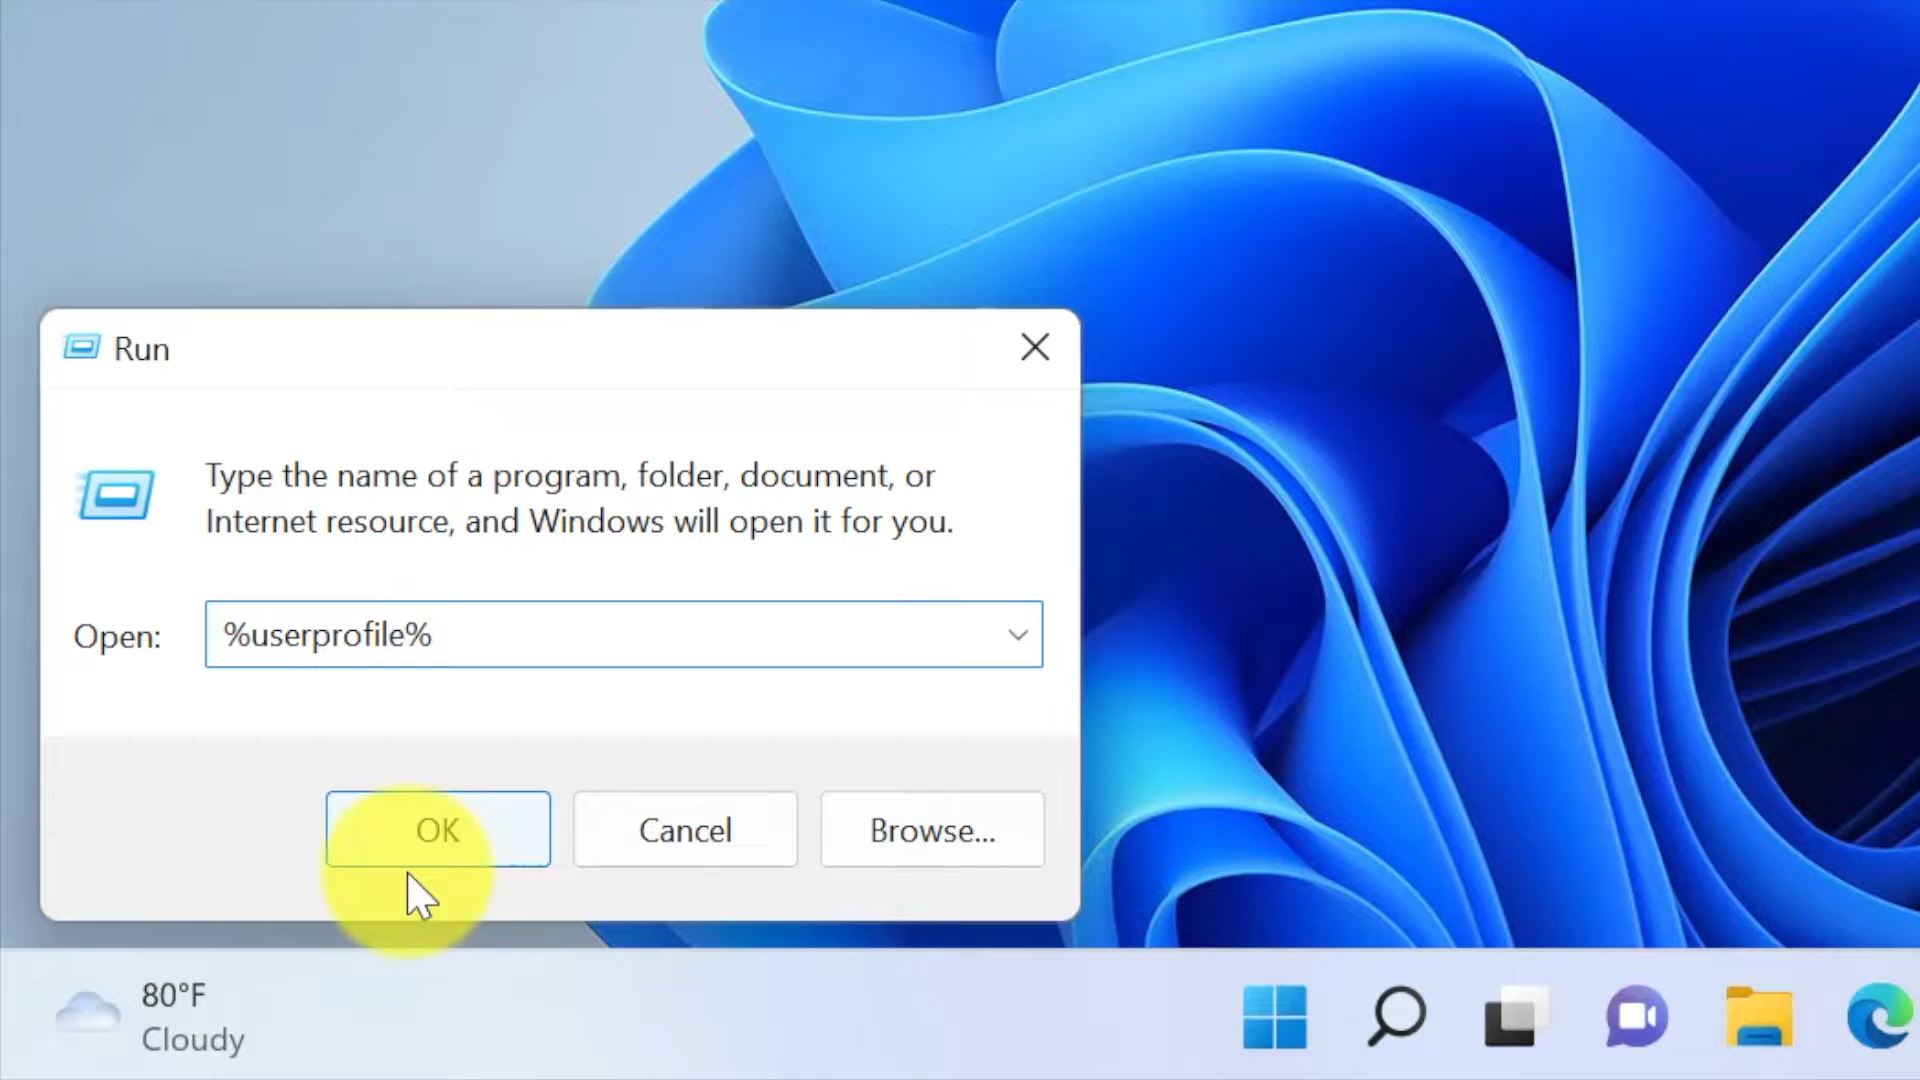 Run
Type the name of a program, folder, document, or
Internet resource, and Windows will open it for you.
Open: %userprofile%
OK Cancel Browse...
80°F
Cloudy